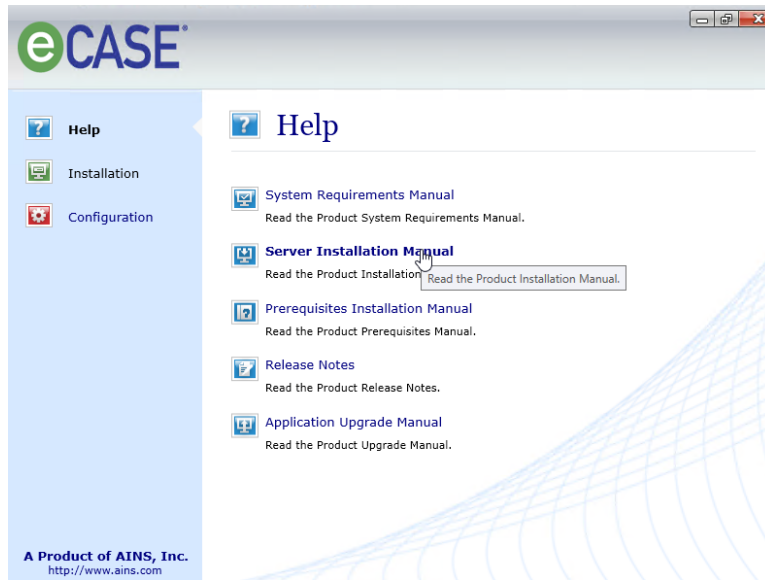 eCASE
Help
Installation
Configuration
Help
System Requirements Manual
Read the Product System Requirements Manual.
Server Installation Manual
Read the Product Installation
Read the Product Installation Manual.
Prerequisites Installation Manual
Read the Product Prerequisites Manual.
Release Notes
Read the Product Release Notes.
Application Upgrade Manual
Read the Product Upgrade Manual.
A Product of AINS, Inc.
http://www.ains.com